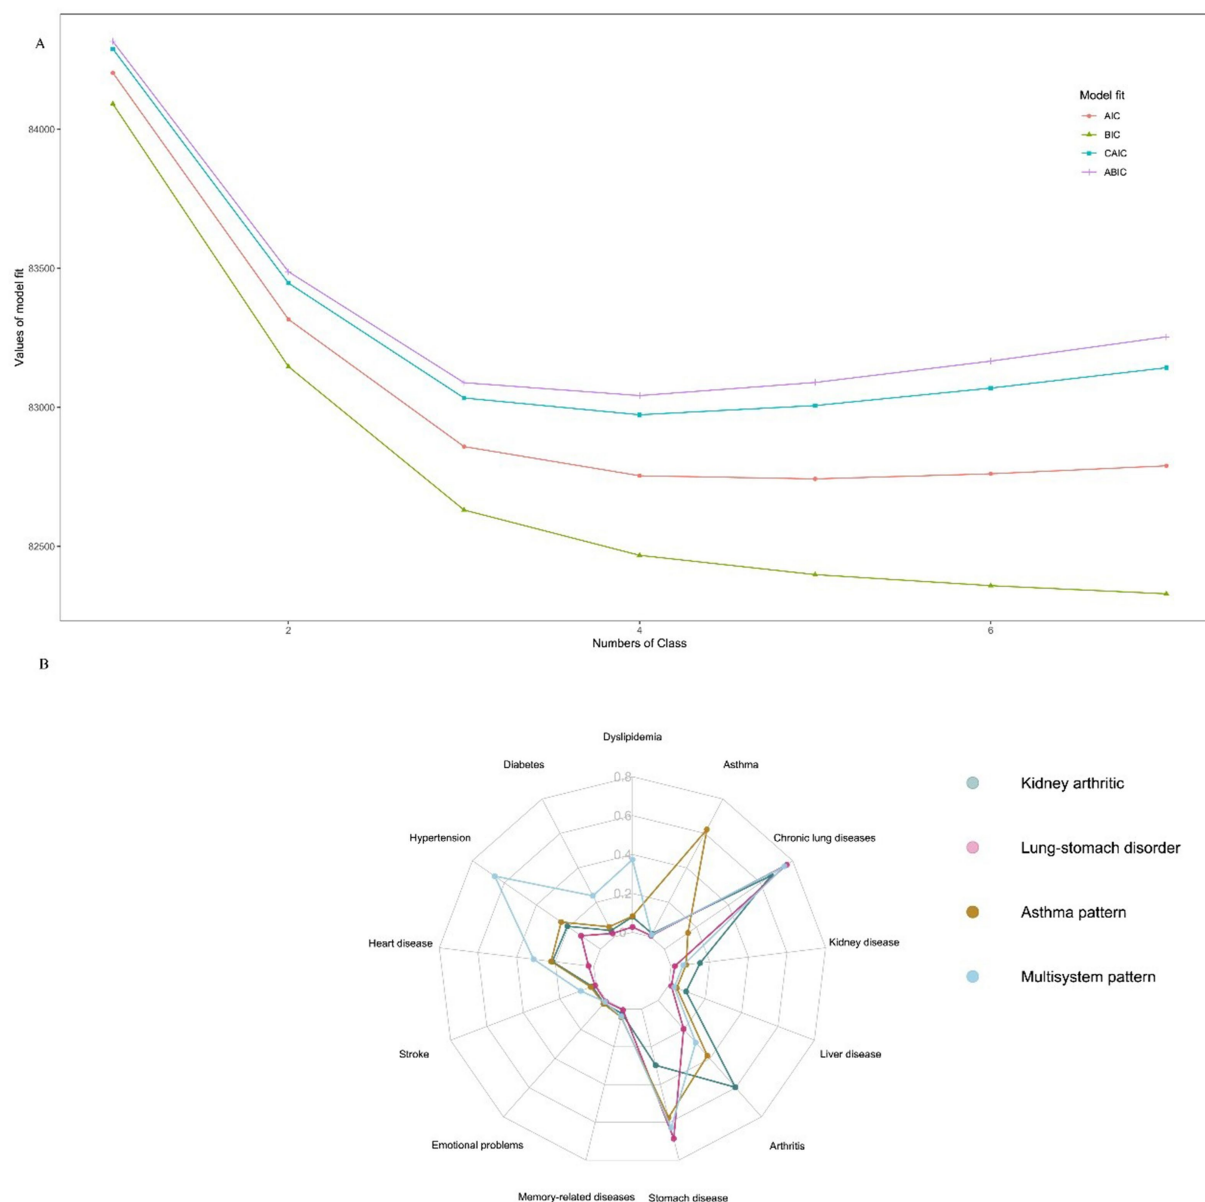 A
Model fit
AIC
BIC
CAIC
ABIC
84000
83500
83000
82500
Values of model fit
2
4
6
Numbers of Class
B
Dyslipidemia
Diabetes
Asthma
0.8
0.6
0.4
0.2
Hypertension
Chronic lung diseases
Heart disease
Kidney disease
Stroke
Liver disease
Emotional problems
Arthritis
Memory-related diseases
Stomach disease
Kidney arthritic
Lung-stomach disorder
Asthma pattern
Multisystem pattern